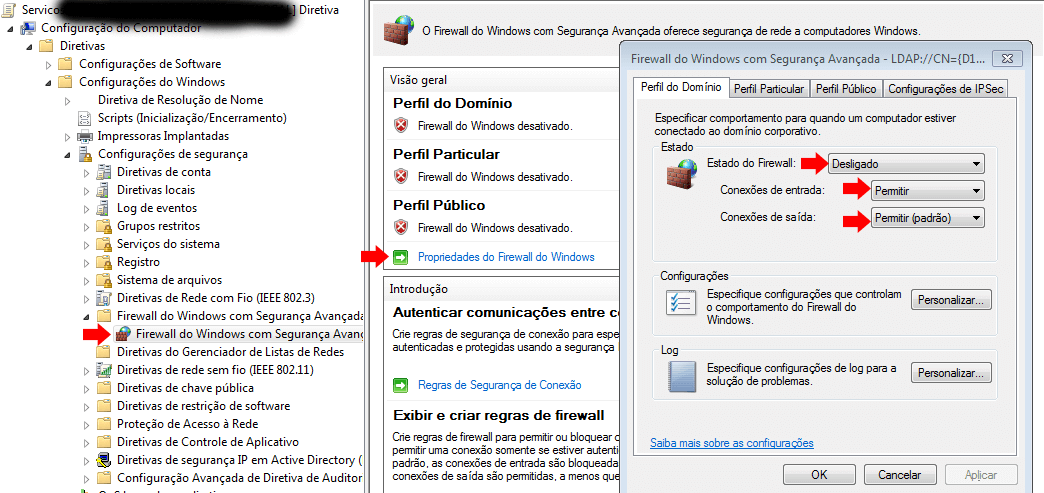 Servico
] Diretiva
Configuração do Computador
Diretivas
Configurações de Software
Configurações do Windows
Diretiva de Resolução de Nome
Scripts (Inicialização/Encerramento)
Impressoras Implantadas
Configurações de segurança
Diretivas de conta
Diretivas locais
Log de eventos
Grupos restritos
Serviços do sistema
Registro
Sistema de arquivos
Diretivas de Rede com Fio (IEEE 802.3)
Firewall do Windows com Segurança Avançada
Firewall do Windows com Segurança Avanç
Diretivas do Gerenciador de Listas de Redes
Diretivas de rede sem fio (IEEE 802.11)
Diretivas de chave pública
Diretivas de restrição de software
Proteção de Acesso à Rede
Diretivas de Controle de Aplicativo
Diretivas de segurança IP em Active Directory (
Configuração Avançada de Diretiva de Auditor
O Firewall do Windows com Segurança Avançada oferece segurança de rede a computadores Windows.
Visão geral
Perfil do Domínio
Firewall do Windows desativado.
Perfil Particular
Firewall do Windows desativado.
Perfil Público
Firewall do Windows desativado.
Propriedades do Firewall do Windows
Introdução
Autenticar comunicações entre c
Crie regras de segurança de conexão para espe
autenticadas e protegidas usando a segurança
Regras de Segurança de Conexão
Exibir e criar regras de firewall
Crie regras de firewall para permitir ou bloquear c
permitir uma conexão somente se estiver autenti
padrão, as conexões de entrada são bloqueada
conexões de saída são permitidas, a menos que
Firewall do Windows com Segurança Avançada - LDAP://CN={D1...
Perfil do Domínio
Perfil Particular
Perfil Público
Configurações de IPSec
Especificar comportamento para quando um computador estiver
conectado ao domínio corporativo.
Estado
Estado do Firewall:
Desligado
Conexões de entrada:
Permitir
Conexões de saída:
Permitir (padrão)
Configurações
Especifique configurações que controlam
o comportamento do Firewall do
Windows.
Personalizar...
Log
Especifique configurações de log para a
solução de problemas.
Personalizar...
Saiba mais sobre as configurações
OK
Cancelar
Aplicar